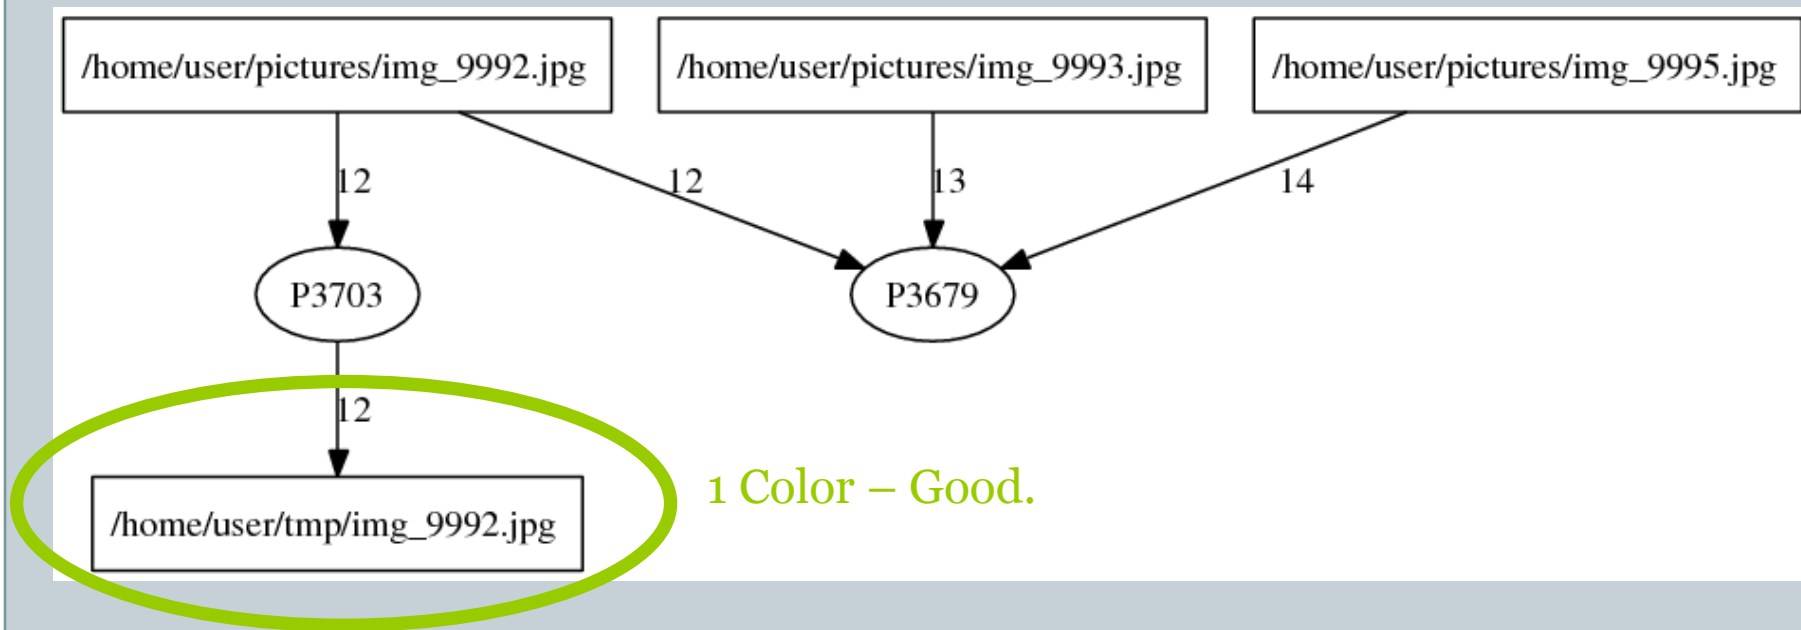 /home/user/pictures/img_9992.jpg
/home/user/pictures/img_9993.jpg
/home/user/pictures/img_9995.jpg
12
12
13
14
P3703
P3679
12
1 Color – Good.
/home/user/tmp/img_9992.jpg